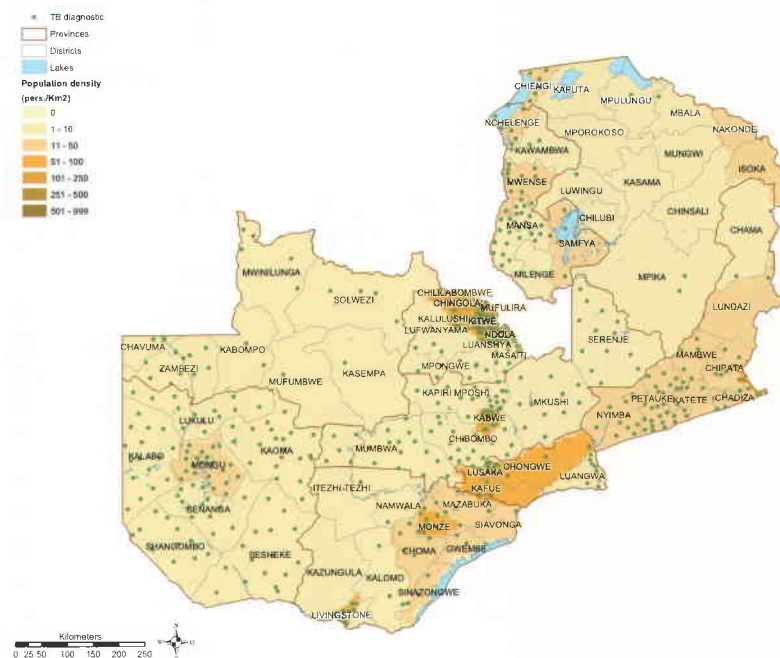 TB diagnostic
Provinces
Districts
Lakes
Population density
(pers./Km2)
0
1 - 10
11 - 50
51 - 100
101 - 250
251 - 500
501 - 999
CHIENGI
KAPUTA
MPULUNGU
MBALA
NCHELENGE
MPOROKOSO
NAKONDE
KAWAMBWA
MUNGWI
ISOKA
MWENSE
KASAMA
LUWINGU
MANSA
CHILUBI
CHINSALI
CHAMA
SAMFYA
MILENGE
MPIKA
MWINILUNGA
SOLWEZI
CHILILABOMBWE
CHINGOLA
MUFULIRA
KALULUSHI
KITWE
LUFWANYAMA
NDOLA
LUANSHYA
MASAITI
LUNDAZI
SERENJE
CHAVUMA
KABOMPO
ZAMBEZI
MPONGWE
MAMBWE
KASEMPA
CHIPATA
MUFUMBWE
KAPIRI MPOSHI
MKUSHI
PETAUKE
KATETE
CHADIZA
NYIMBA
LUKULU
KABWE
CHIBOMBO
KALABO
MONGU
KAOMA
MUMBWA
LUSAKA
CHONGWE
LUANGWA
ITEZHI-TEZHI
KAFUE
SENANGA
NAMWALA
MAZABUKA
MONZE
SIAVONGA
SHANGOMBO
SESHEKE
CHOMA
GWEMBE
KAZUNGULA
KALOMO
SINAZONGWE
LIVINGSTONE
Kilometers
0 25 50 100 150 200 250
N